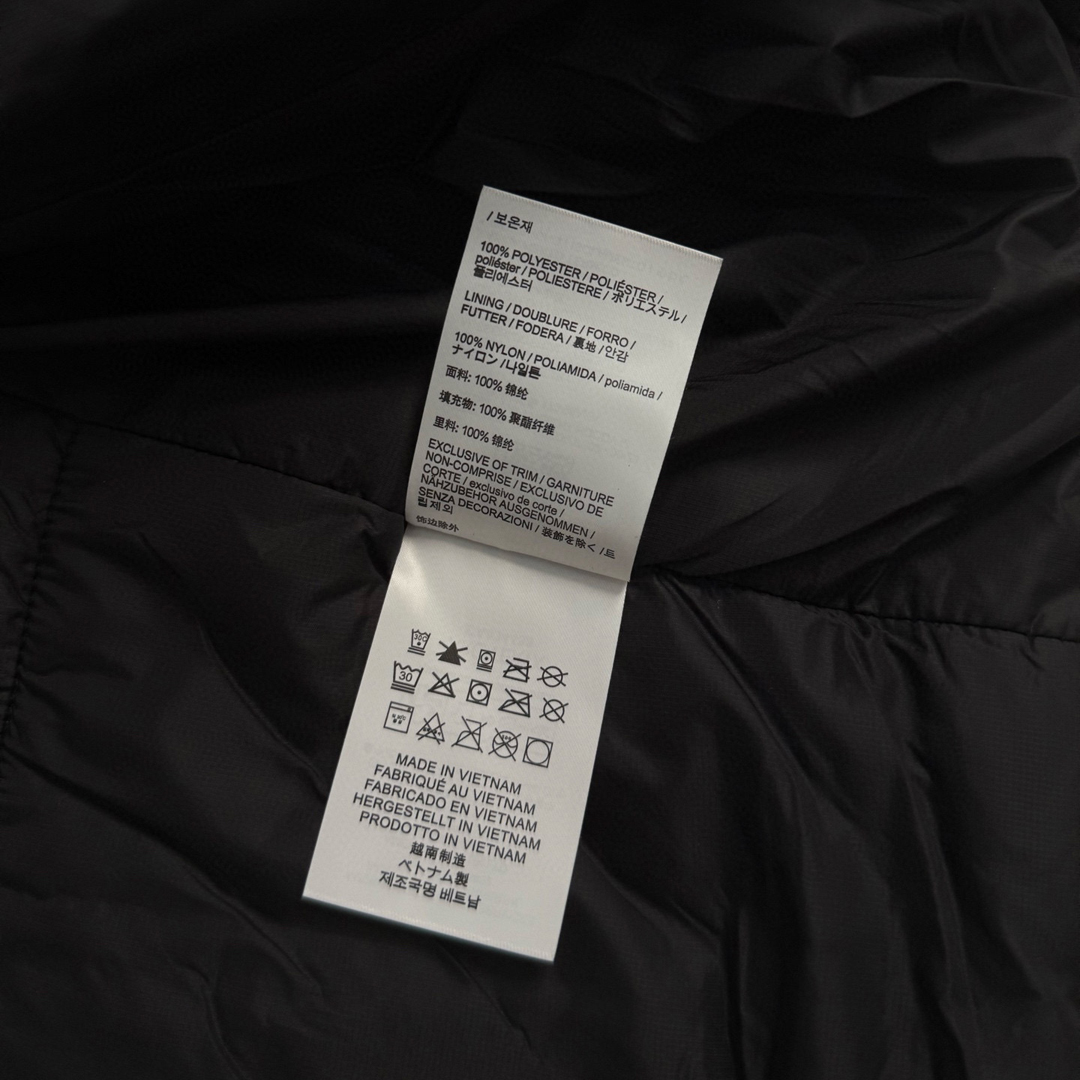 / 보온재
100% POLYESTER / POLIÉSTER /
poliéster / POLIESTERE / ポリエステル /
폴리에스터
LINING / DOUBLURE / FORRO /
FUTTER / FODERA / 裏地 / 안감
100% NYLON / POLIAMIDA / poliamida /
ナイロン / 나일론
面料: 100% 锦纶
填充物: 100% 聚酯纤维
里料: 100% 锦纶
EXCLUSIVE OF TRIM / GARNITURE
NON-COMPRISE / EXCLUSIVO DE
CORTE / exclusivo de corte /
NÄHZUBEHOR AUSGENOMMEN /
SENZA DECORAZIONI / 装飾を除く / 트
림 제외
饰边除外
30
MADE IN VIETNAM
FABRIQUÉ AU VIETNAM
FABRICADO EN VIETNAM
HERGESTELLT IN VIETNAM
PRODOTTO IN VIETNAM
越南制造
ベトナム製
제조국명 베트남